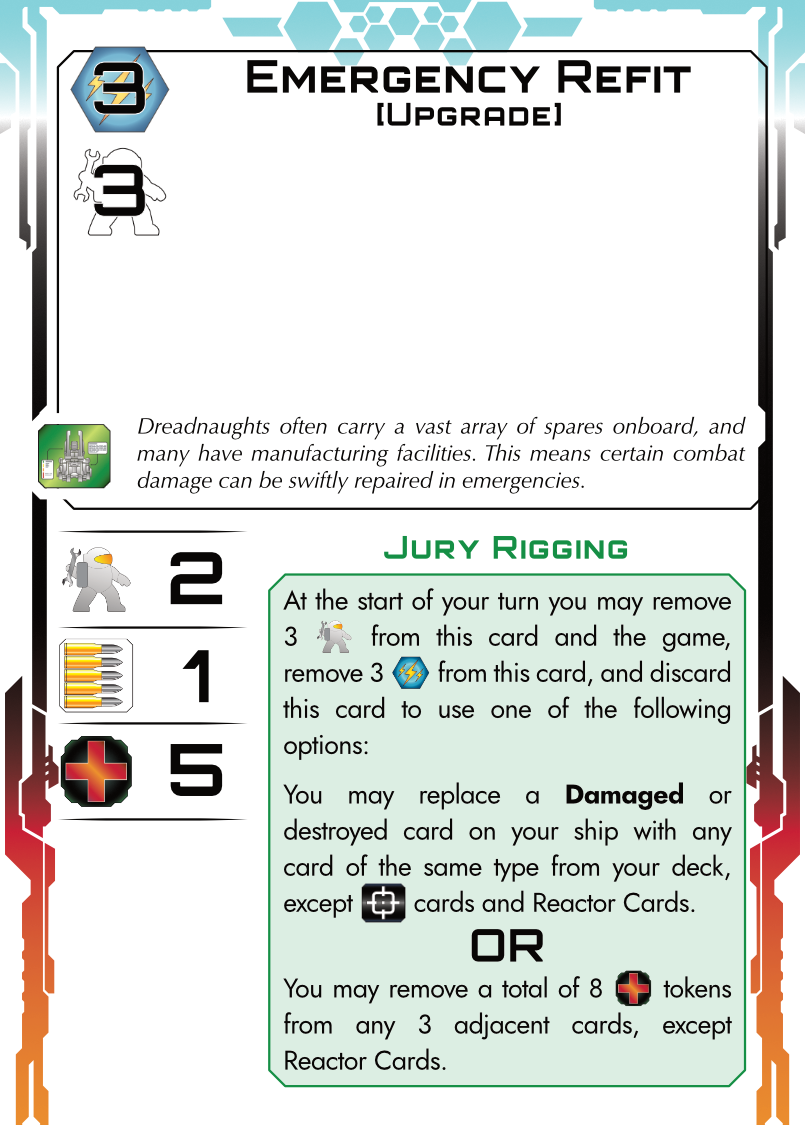 3
EMERGENCY REFIT
[UPGRADE]
3
Dreadnaughts often carry a vast array of spares onboard, and
many have manufacturing facilities. This means certain combat
damage can be swiftly repaired in emergencies.
2
1
5
JURY RIGGING
At the start of your turn you may remove
3 from this card and the game,
remove 3 from this card, and discard
this card to use one of the following
options:
You may replace a Damaged or
destroyed card on your ship with any
card of the same type from your deck,
except cards and Reactor Cards.
OR
You may remove a total of 8 tokens
from any 3 adjacent cards, except
Reactor Cards.